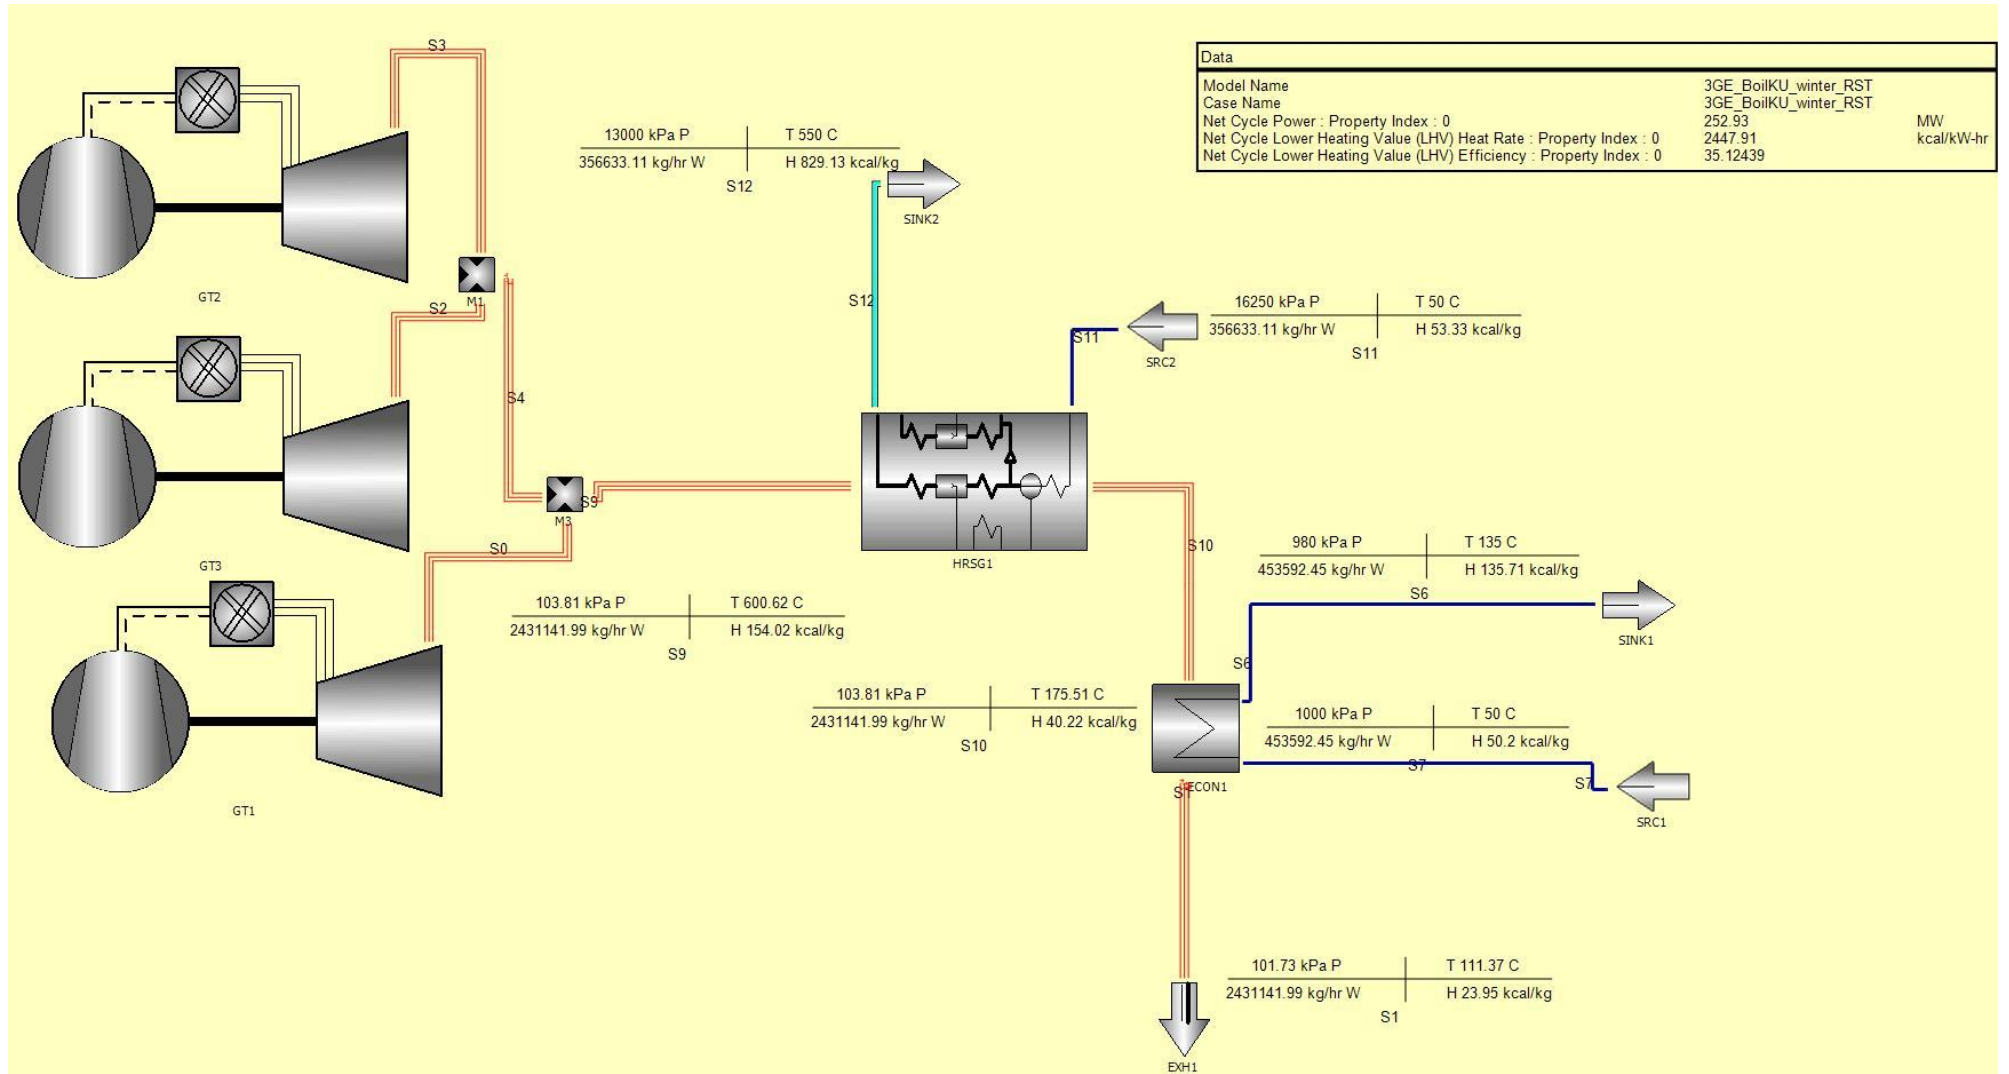 S3
Data
Model Name 3GE_BoilKU_winter_RST
Case Name 3GE_BoilKU_winter_RST
Net Cycle Power : Property Index : 0 252.93 MW
Net Cycle Lower Heating Value (LHV) Heat Rate : Property Index : 0 2447.91 kcal/kW-hr
Net Cycle Lower Heating Value (LHV) Efficiency : Property Index : 0 35.12439
13000 kPa P T 550 C
356633.11 kg/hr W H 829.13 kcal/kg
S12
SINK2
GT2
M1
S2
S12
16250 kPa P T 50 C
356633.11 kg/hr W H 53.33 kcal/kg
S11
S11
SRC2
S4
S9
M3
S0
HRSG1
S10
GT3
980 kPa P T 135 C
453592.45 kg/hr W H 135.71 kcal/kg
S6
SINK1
103.81 kPa P T 600.62 C
2431141.99 kg/hr W H 154.02 kcal/kg
S9
S6
103.81 kPa P T 175.51 C
2431141.99 kg/hr W H 40.22 kcal/kg
S10
1000 kPa P T 50 C
453592.45 kg/hr W H 50.2 kcal/kg
S7
S7
SRC1
S1
ECON1
GT1
101.73 kPa P T 111.37 C
2431141.99 kg/hr W H 23.95 kcal/kg
S1
EXH1